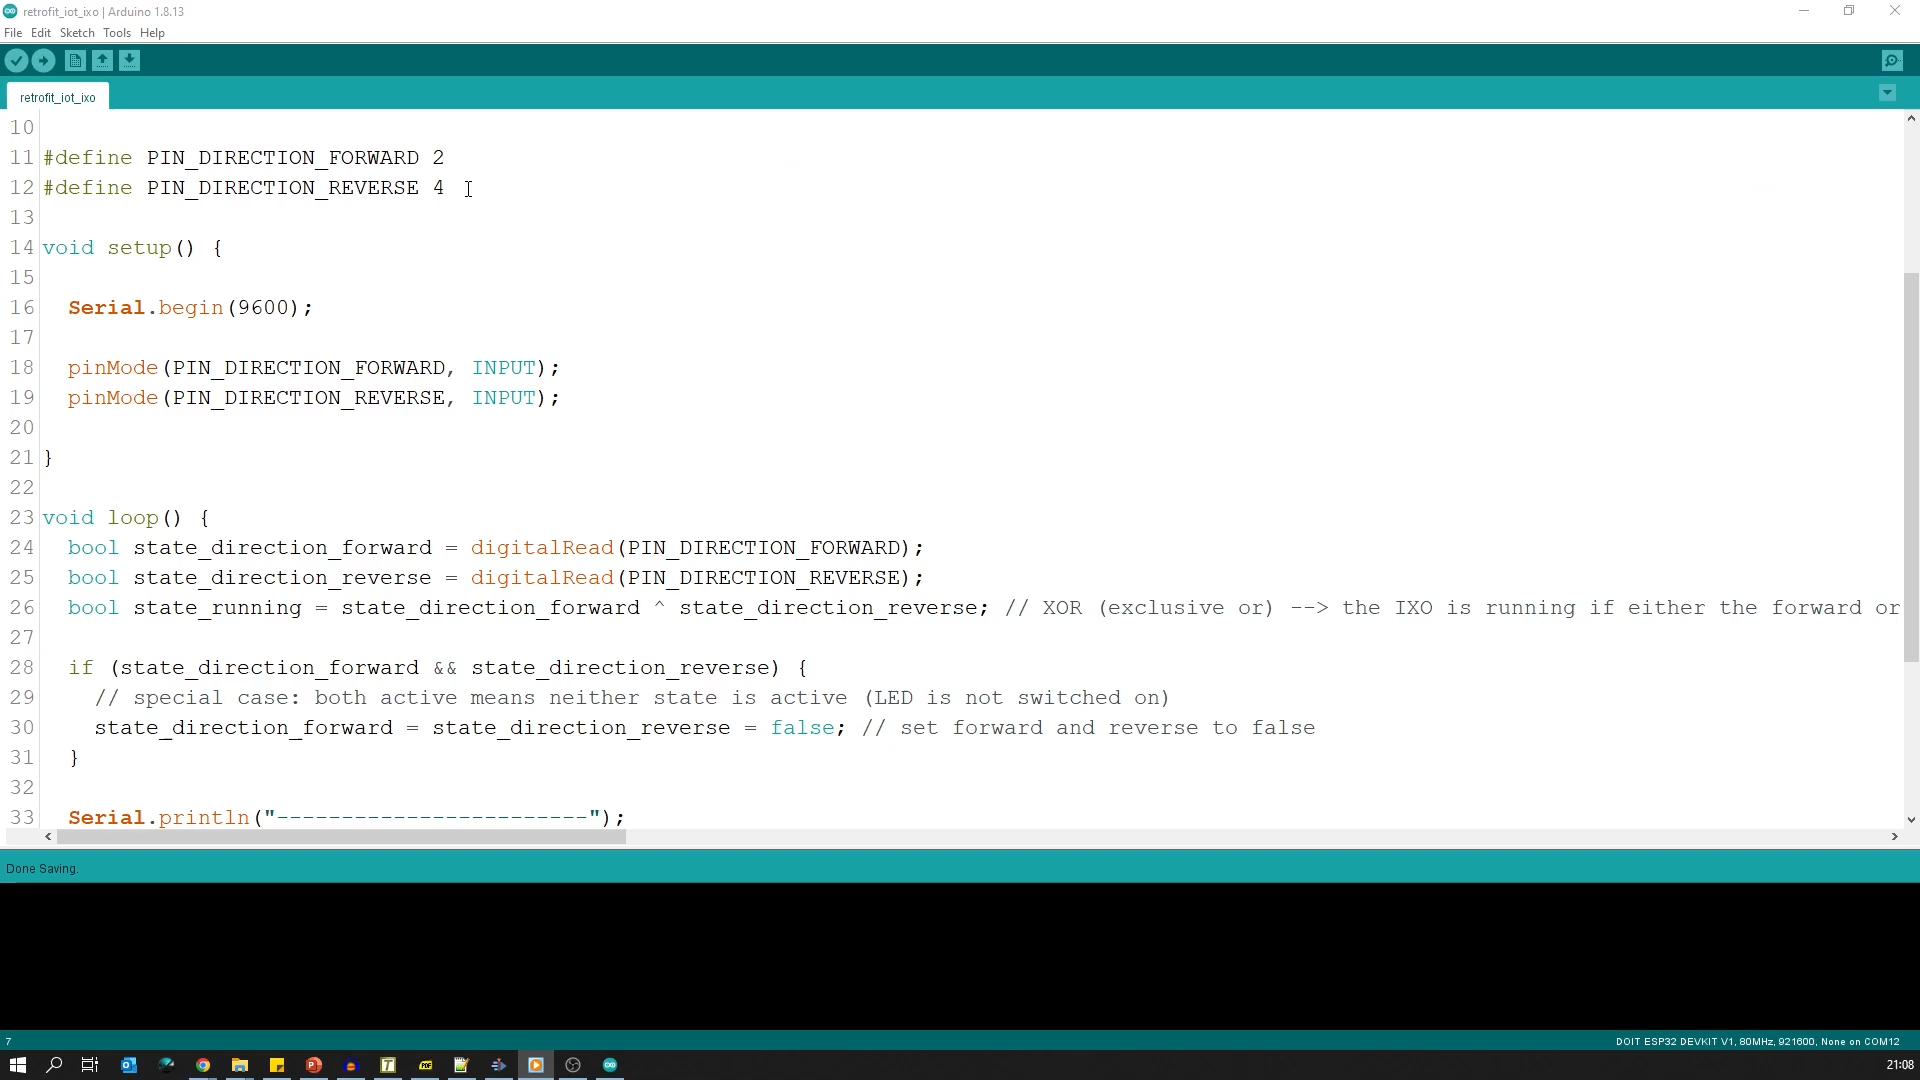 retrofit_iot_ixo | Arduino 1.8.13
File Edit Sketch Tools Help
retrofit_iot_ixo
10
11 #define PIN_DIRECTION_FORWARD 2
12 #define PIN_DIRECTION_REVERSE 4
13
14 void setup() {
15
16 Serial.begin(9600);
17
18 pinMode(PIN_DIRECTION_FORWARD, INPUT);
19 pinMode(PIN_DIRECTION_REVERSE, INPUT);
20
21 }
22
23 void loop() {
24 bool state_direction_forward = digitalRead(PIN_DIRECTION_FORWARD);
25 bool state_direction_reverse = digitalRead(PIN_DIRECTION_REVERSE);
26 bool state_running = state_direction_forward ^ state_direction_reverse; // XOR (exclusive or) --> the IXO is running if either the forward or
27
28 if (state_direction_forward && state_direction_reverse) {
29 // special case: both active means neither state is active (LED is not switched on)
30 state_direction_forward = state_direction_reverse = false; // set forward and reverse to false
31 }
32
33 Serial.println("------------------------");
Done Saving.
7
DOIT ESP32 DEVKIT V1, 80MHz, 921600, None on COM12
21:08